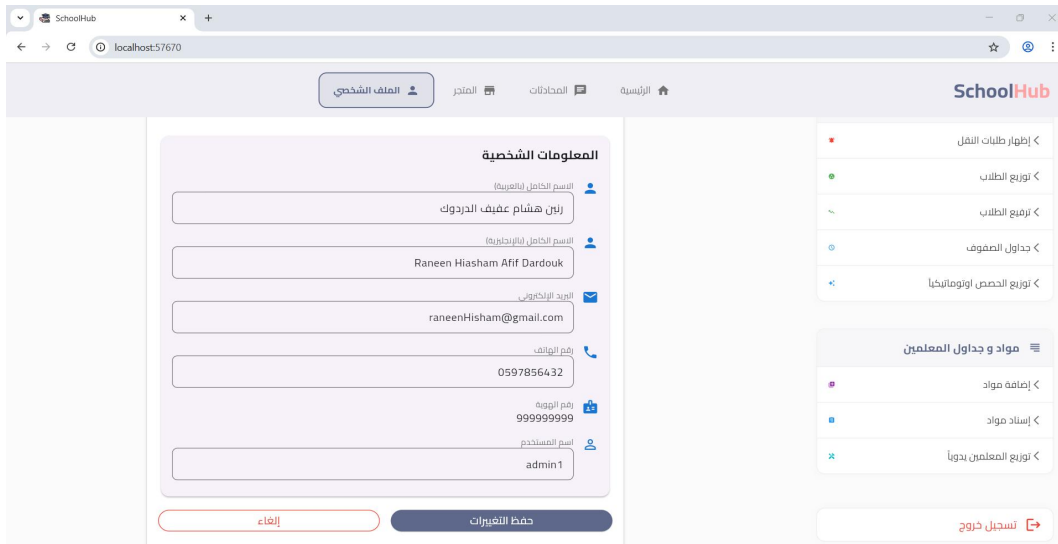 SchoolHub
localhost:57670
SchoolHub
الرئيسية
المحادثات
المتجر
الملف الشخصي
إظهار طلبات النقل
توزيع الطلاب
ترفيع الطلاب
جداول الصفوف
توزيع الحصص اوتوماتيكياً
مواد و جداول المعلمين
إضافة مواد
إسناد مواد
توزيع المعلمين يدوياً
تسجيل خروج
المعلومات الشخصية
الاسم الكامل (بالعربية)
رنين هشام عفيف الدردوك
الاسم الكامل (بالإنجليزية)
Raneen Hiasham Afif Dardouk
البريد الإلكتروني
raneenHisham@gmail.com
رقم الهاتف
0597856432
رقم الهوية
999999999
اسم المستخدم
admin1
حفظ التغييرات
إلغاء